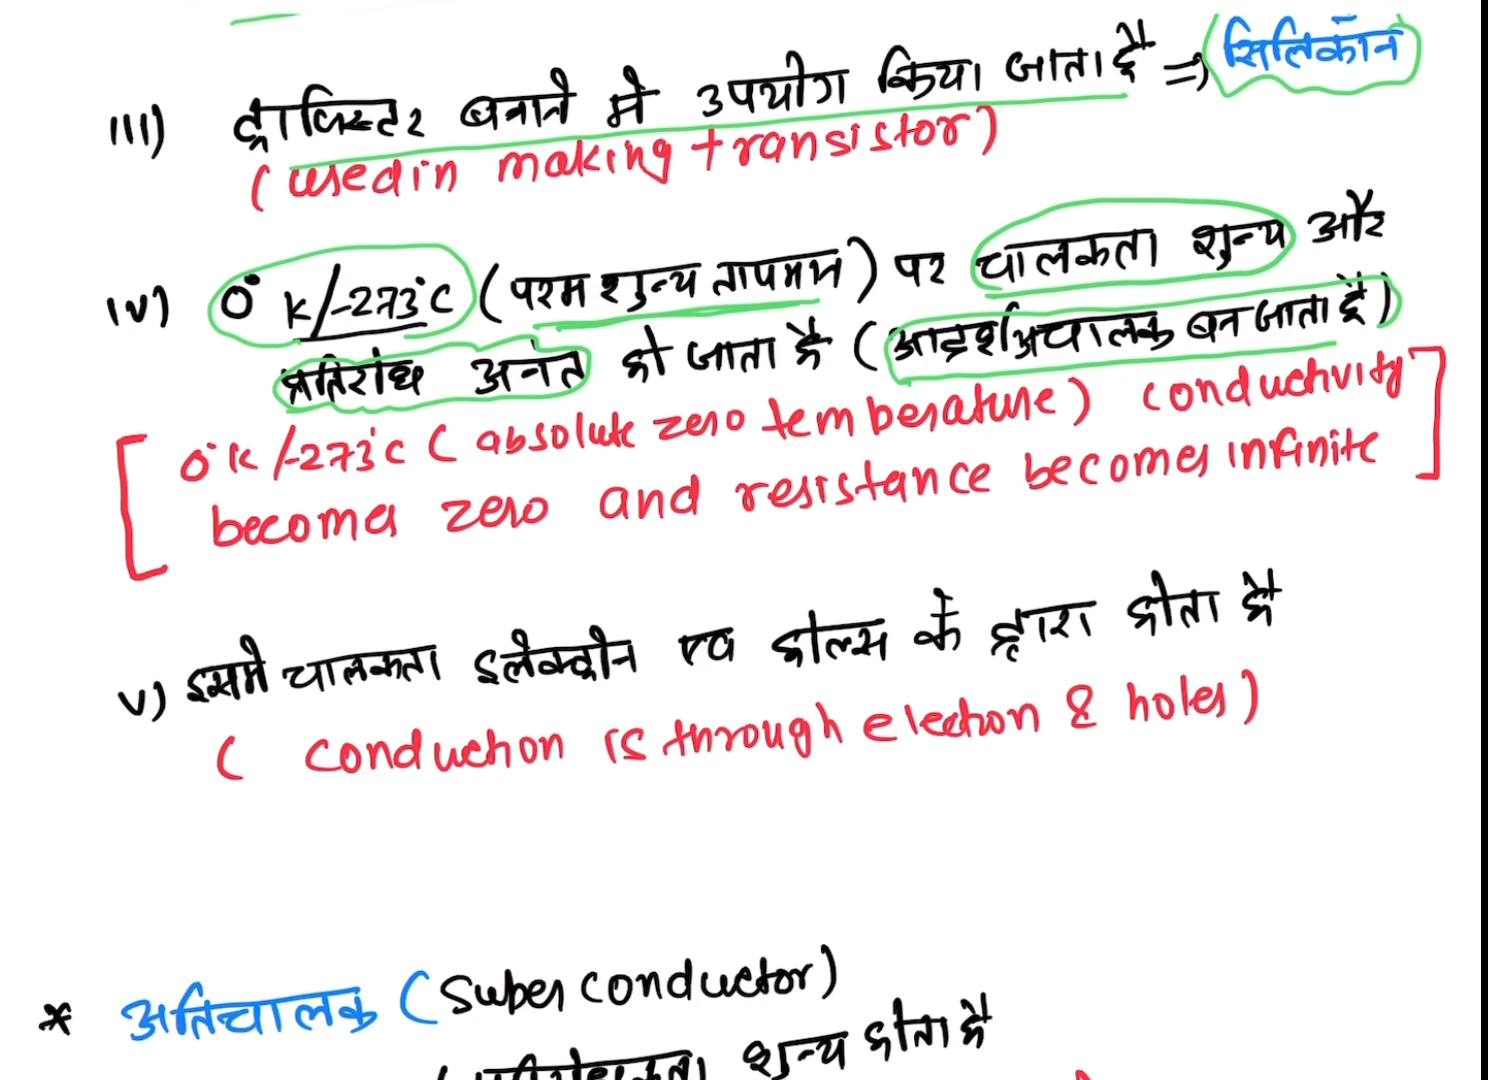 iii) ट्रांजिस्टर बनाने में उपयोग किया जाता है ⇒ सिलिकॉन
(used in making transistor)
iv) 0°K/-273°C (परम शुन्य तापमान) पर चालकता शुन्य और
प्रतिरोध अनंत हो जाता है (आदर्श अचालक बन जाता है)
[0°K/-273°C (absolute zero temperature) conductivity
becomes zero and resistance becomes infinite]
v) इसमे चालकता इलेक्ट्रोन एव होल्स के द्वारा होता है
( conduction is through electron & holes)
* अतिचालक (Super conductor)
शुन्य होता है